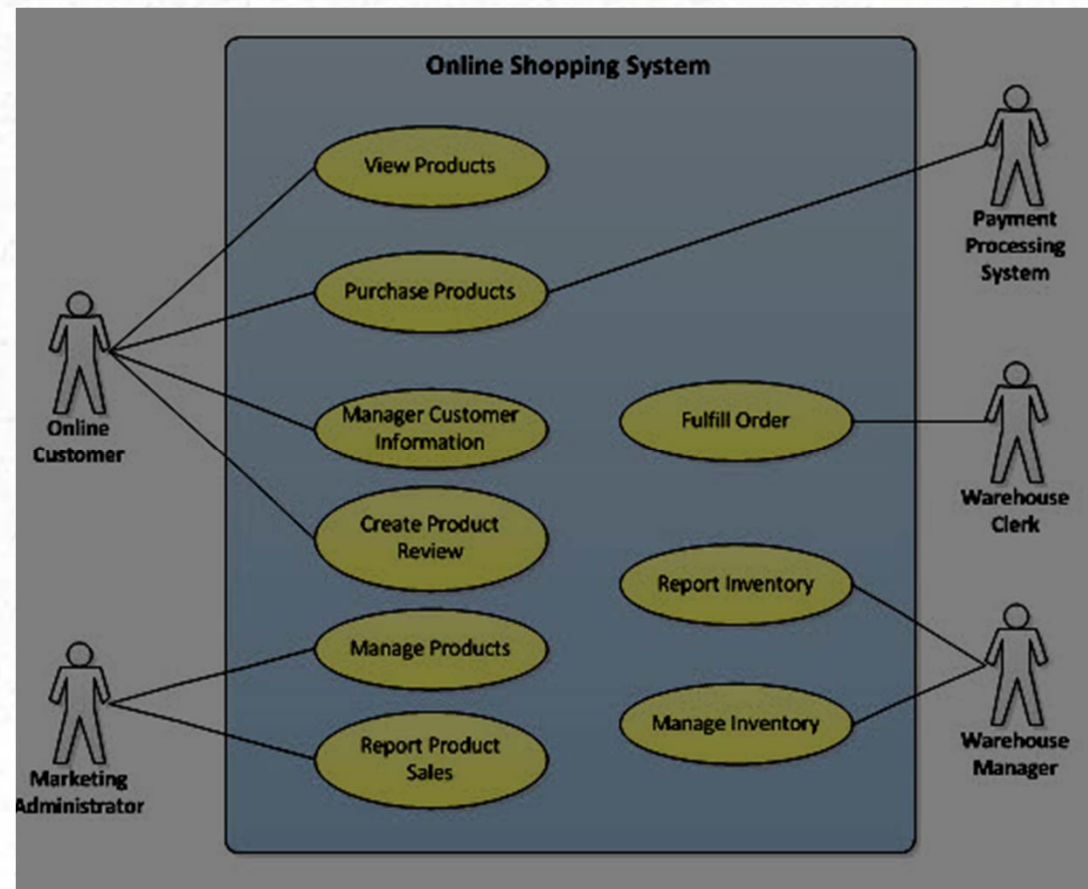 Online Shopping System
View Products
Purchase Products
Payment
Processing
System
Online
Customer
Manager Customer
Information
Fulfill Order
Warehouse
Clerk
Create Product
Review
Report Inventory
Manage Products
Manage Inventory
Warehouse
Manager
Report Product
Sales
Marketing
Administrator